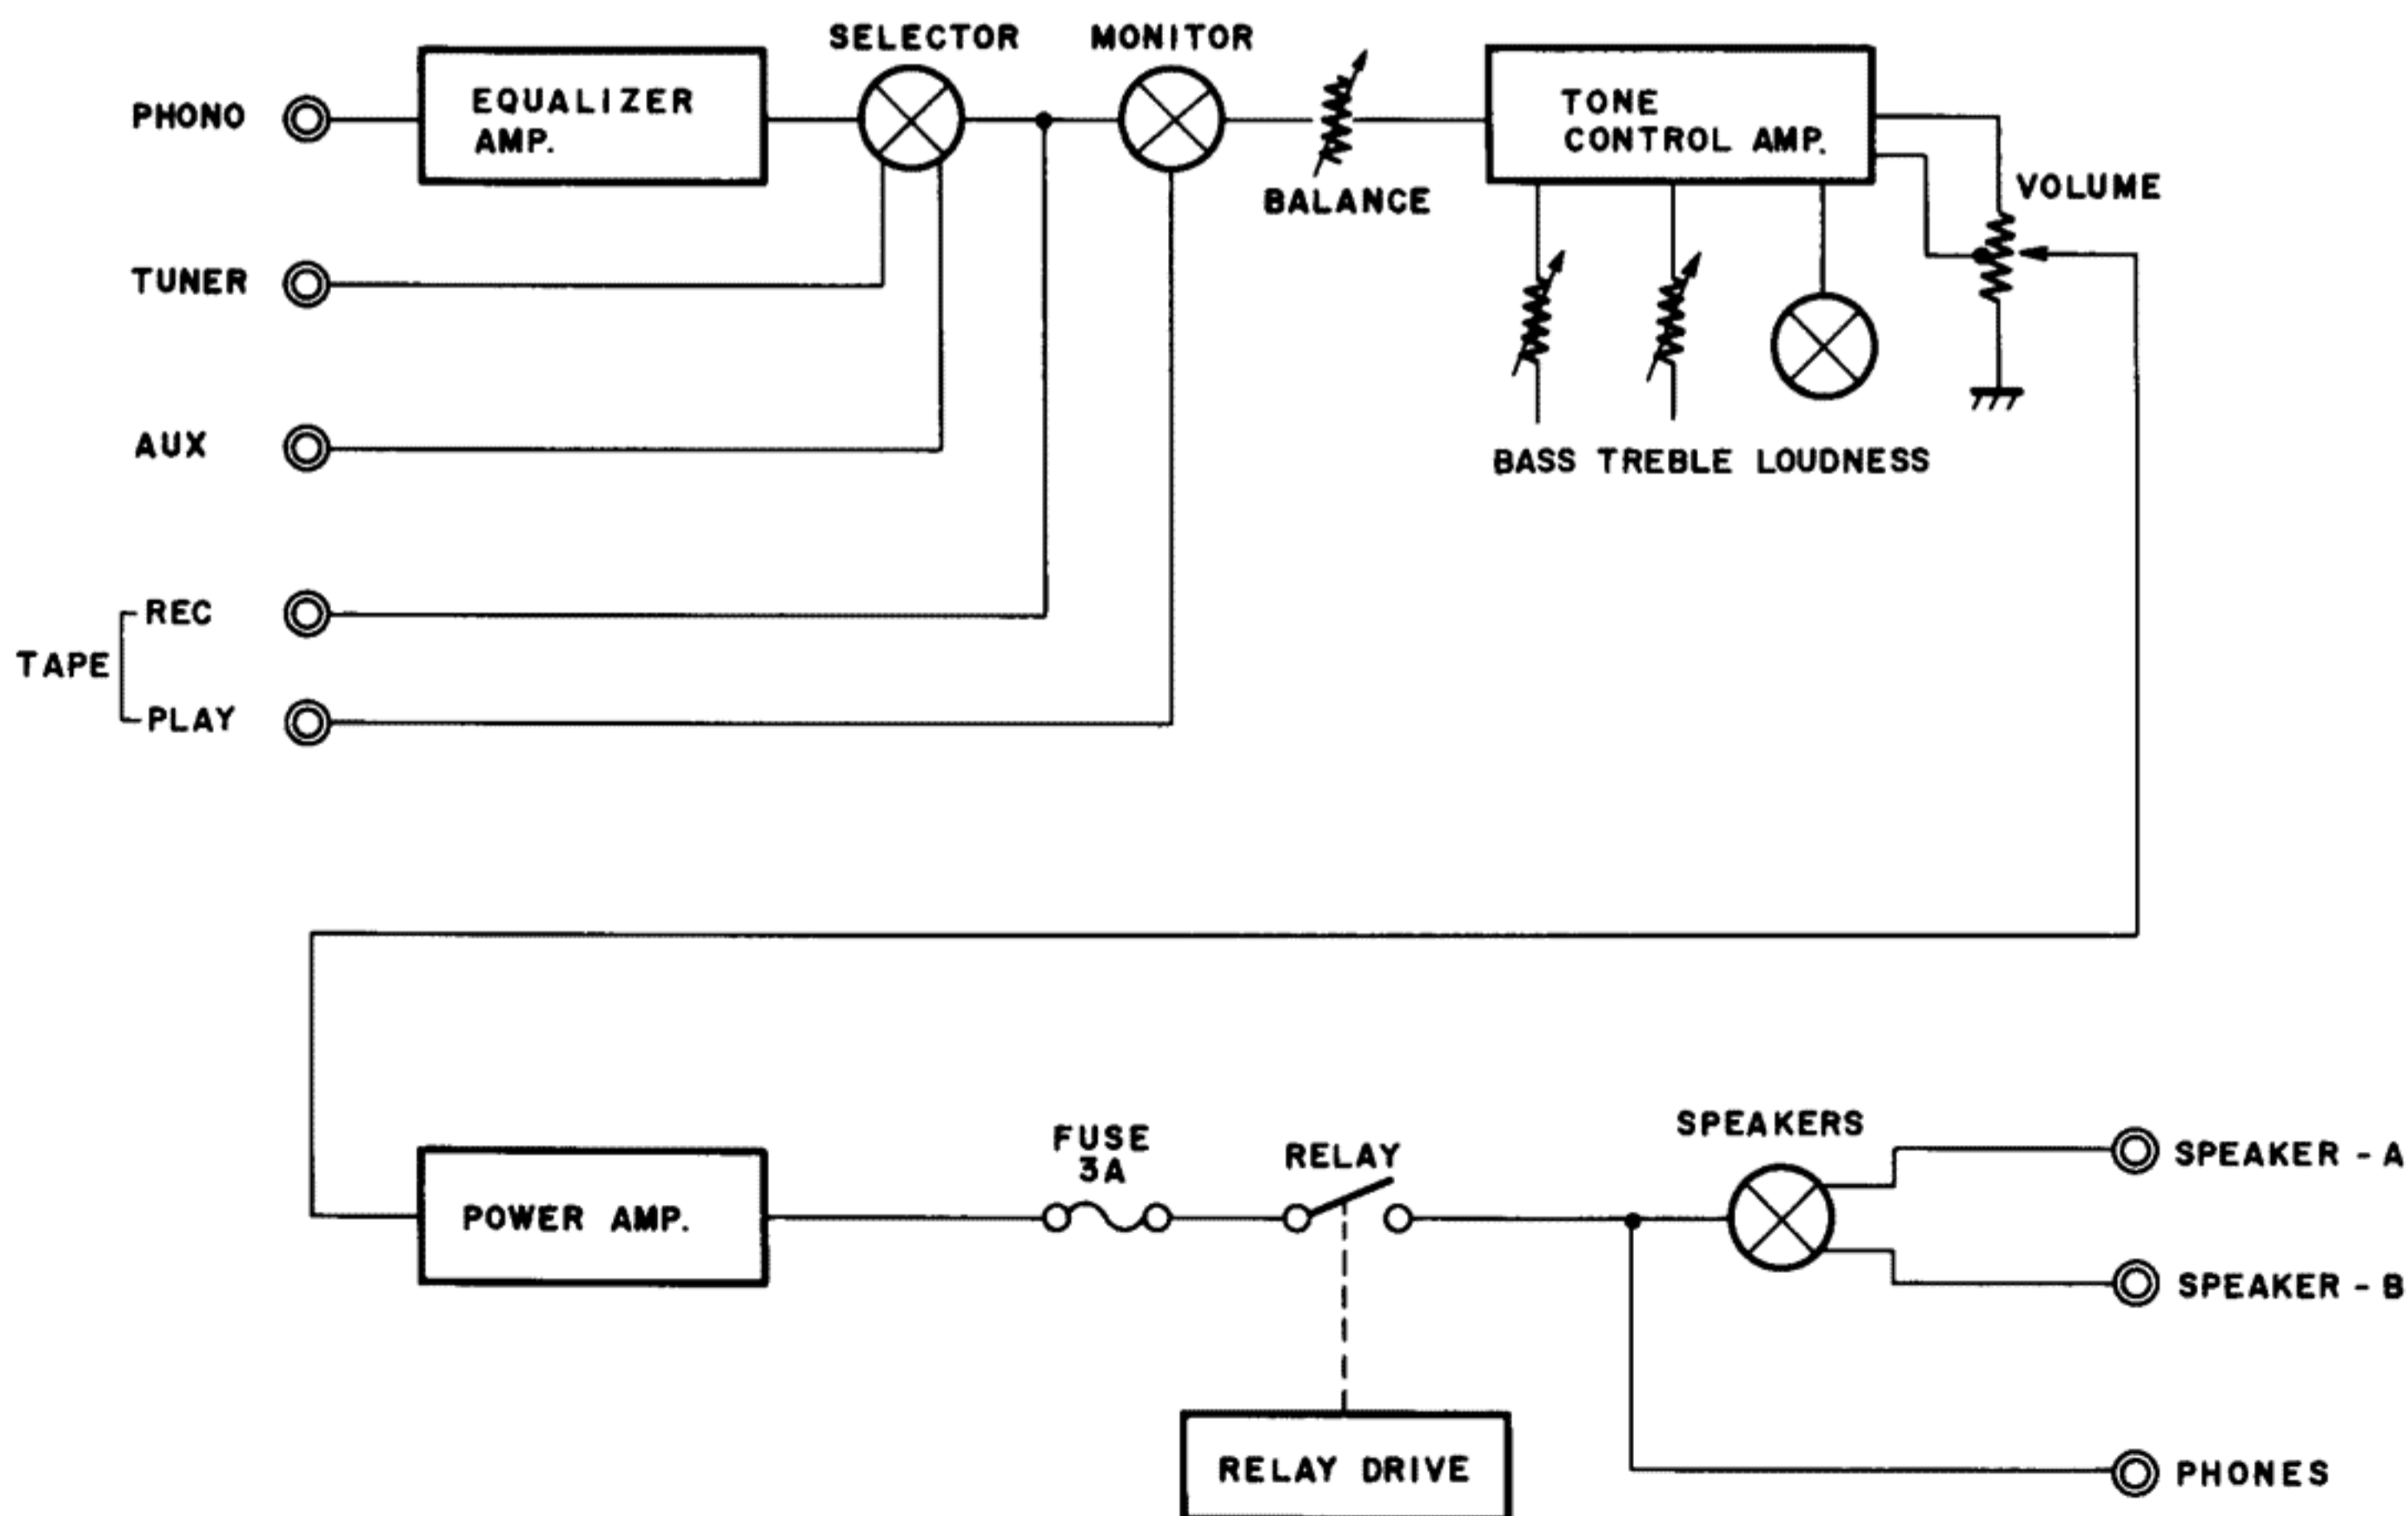 SELECTOR
MONITOR
PHONO
EQUALIZER
AMP.
TONE
CONTROL AMP.
BALANCE
VOLUME
TUNER
AUX
BASS TREBLE LOUDNESS
REC
TAPE
PLAY
FUSE
3A
RELAY
SPEAKERS
SPEAKER - A
POWER AMP.
SPEAKER - B
RELAY DRIVE
PHONES